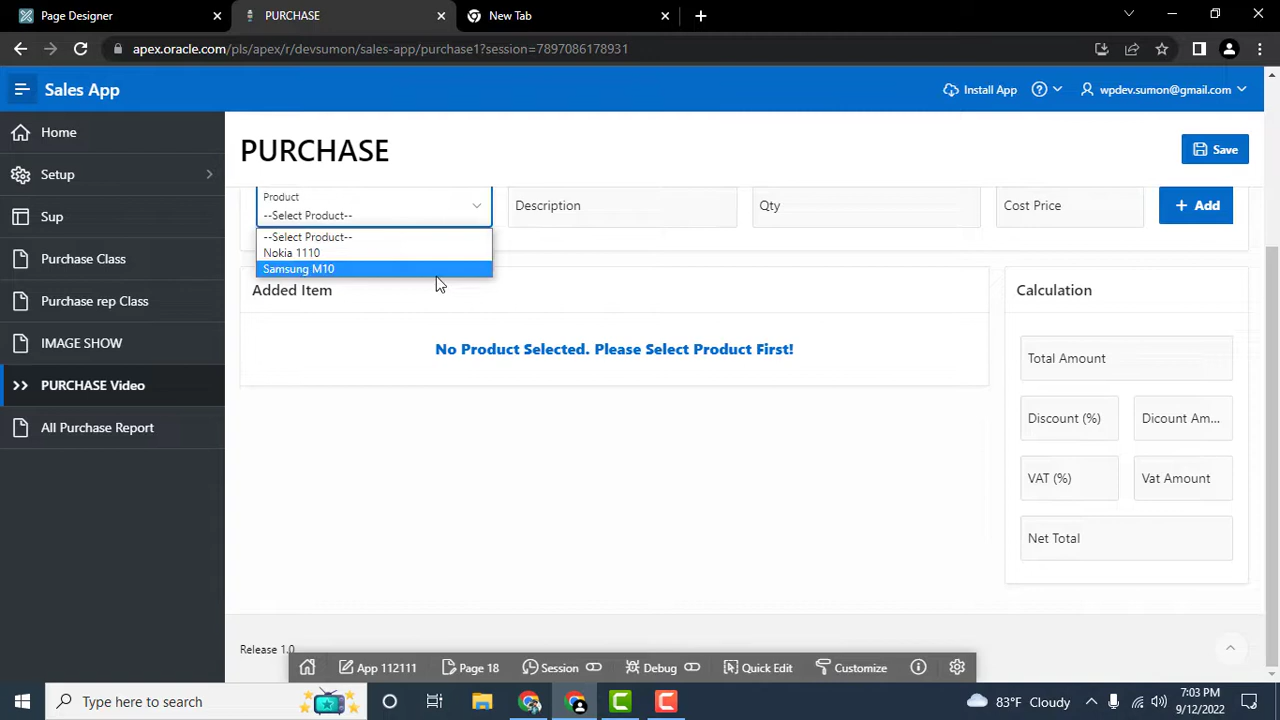 Page Designer
PURCHASE
New Tab
apex.oracle.com/pls/apex/r/devsumon/sales-app/purchase1?session=7897086178931
Sales App
Install App
wpdev.sumon@gmail.com
Home
Setup
Sup
Purchase Class
Purchase rep Class
IMAGE SHOW
PURCHASE Video
All Purchase Report
PURCHASE
Save
Product
--Select Product--
Description
Qty
Cost Price
Add
--Select Product--
Nokia 1110
Samsung M10
Added Item
No Product Selected. Please Select Product First!
Calculation
Total Amount
Discount (%)
Dicount Am...
VAT (%)
Vat Amount
Net Total
Release 1.0
App 112111
Page 18
Session
Debug
Quick Edit
Customize
Type here to search
83°F Cloudy
7:03 PM
9/12/2022